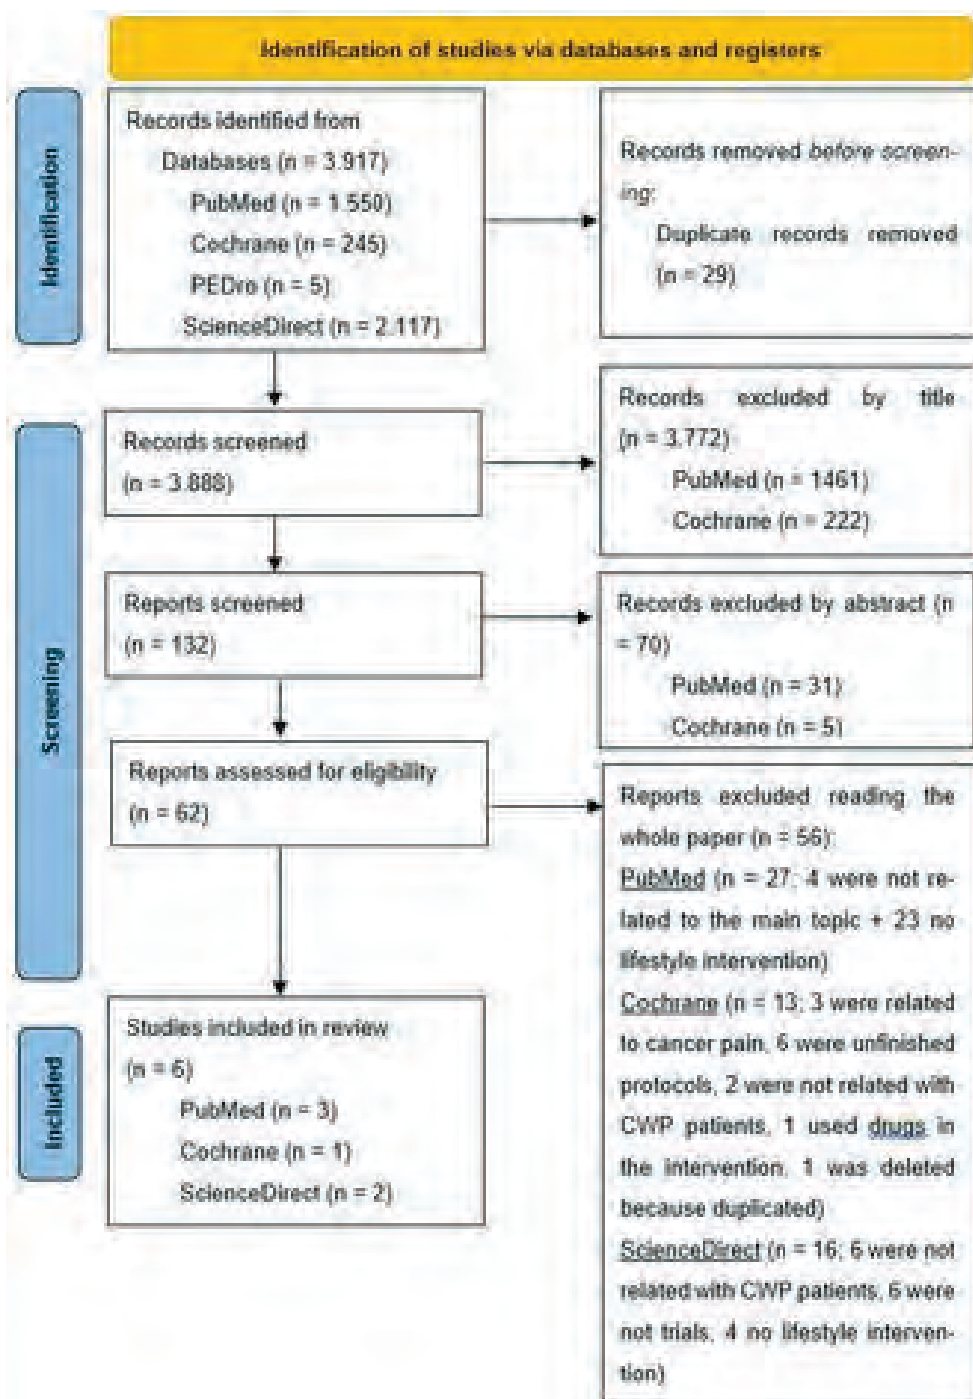 Identification of studies via databases and registers
Identification
Records identified from
Databases (n = 3.917)
PubMed (n = 1.550)
Cochrane (n = 245)
PEDro (n = 5)
ScienceDirect (n = 2.117)
Records removed before screen-
ing:
Duplicate records removed
(n = 29)
Screening
Records screened
(n = 3.888)
Records excluded by title
(n = 3.772)
PubMed (n = 1461)
Cochrane (n = 222)
Reports screened
(n = 132)
Records excluded by abstract (n
= 70)
PubMed (n = 31)
Cochrane (n = 5)
Reports assessed for eligibility
(n = 62)
Reports excluded reading the
whole paper (n = 56):
PubMed (n = 27; 4 were not re-
lated to the main topic + 23 no
lifestyle intervention)
Cochrane (n = 13; 3 were related
to cancer pain, 6 were unfinished
protocols, 2 were not related with
CWP patients, 1 used drugs in
the intervention, 1 was deleted
because duplicated)
ScienceDirect (n = 16; 6 were not
related with CWP patients, 6 were
not trials, 4 no lifestyle interven-
tion)
Included
Studies included in review
(n = 6)
PubMed (n = 3)
Cochrane (n = 1)
ScienceDirect (n = 2)